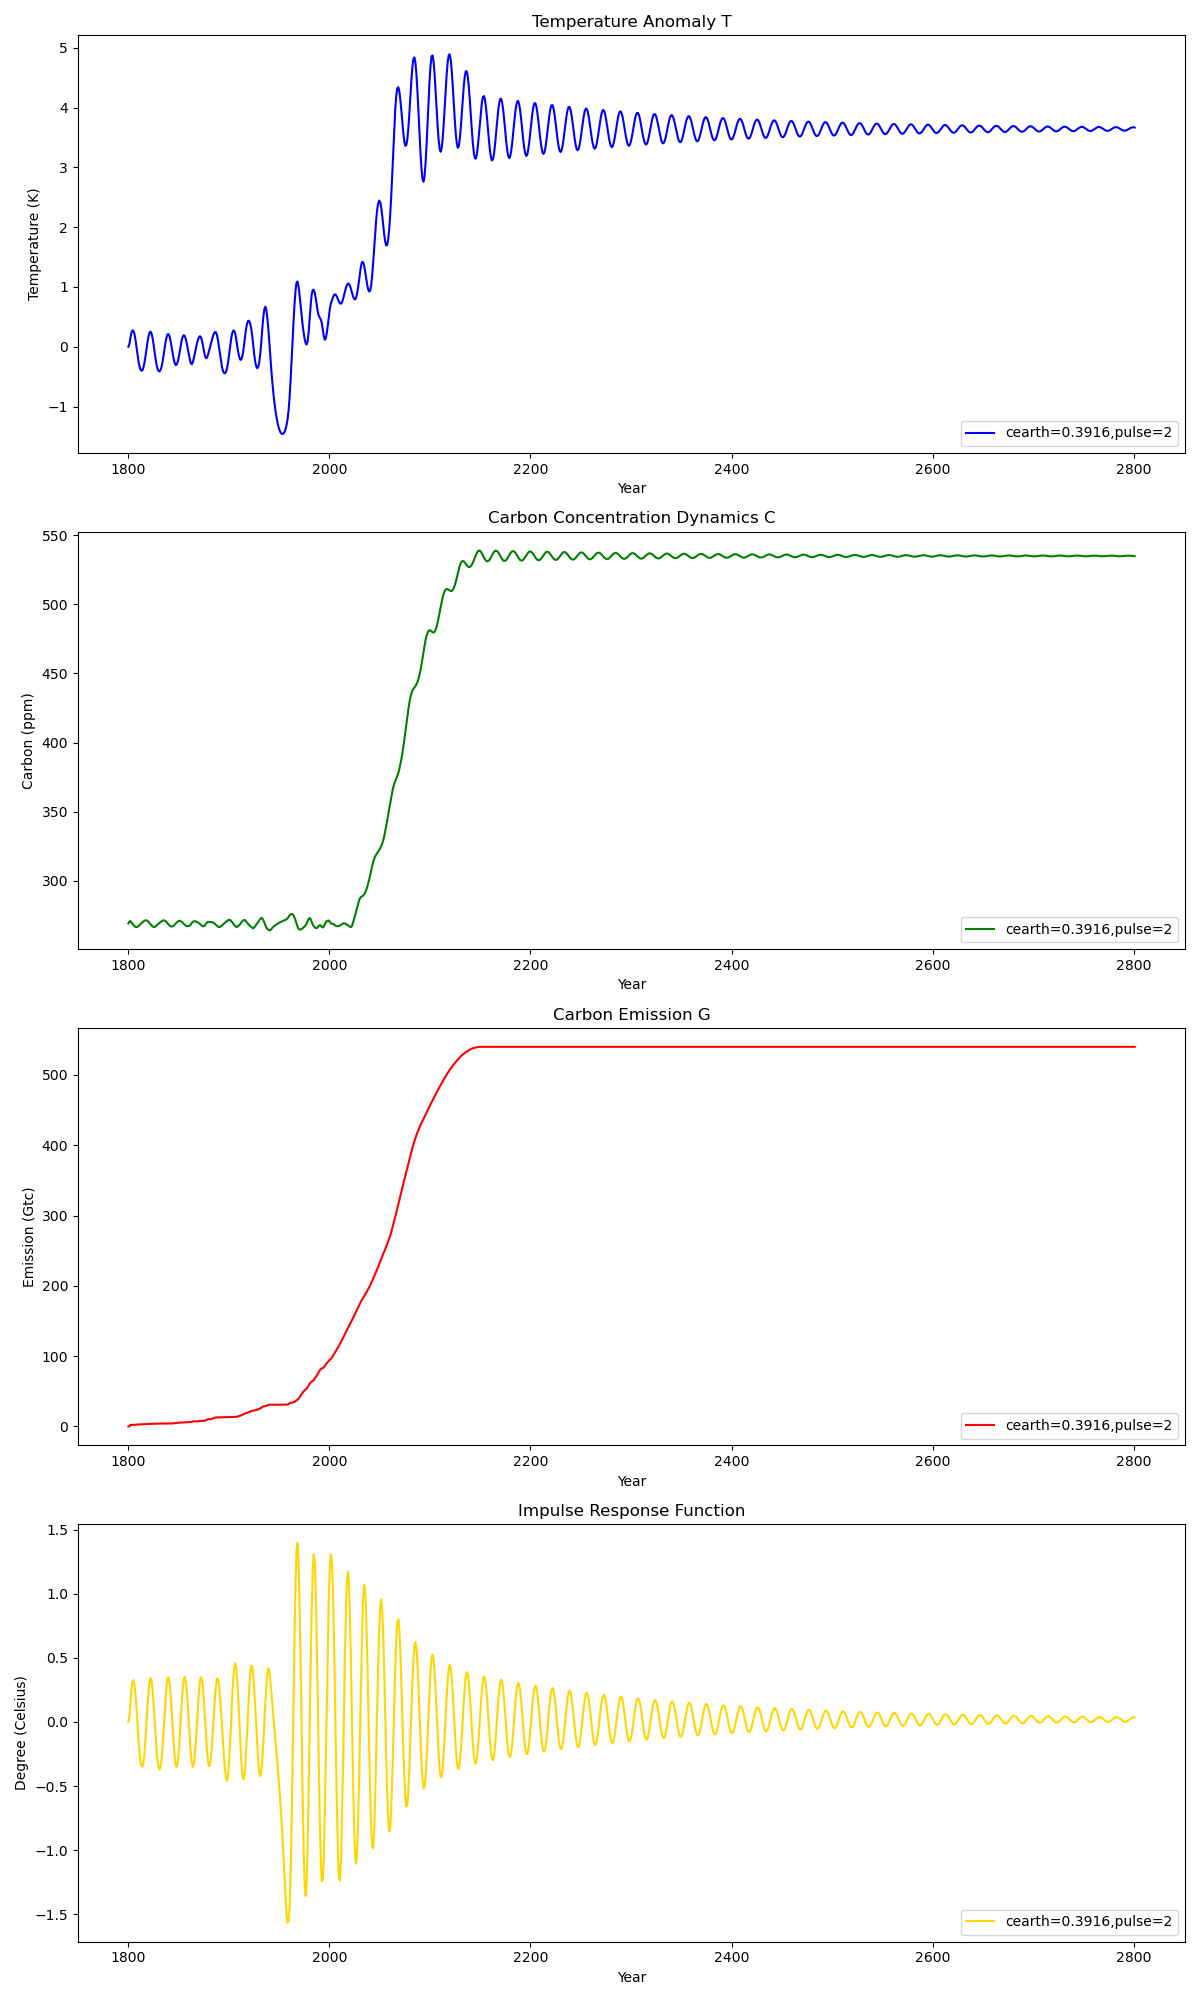 Temperature Anomaly T
5
4
3
2
1
0
−1
Temperature (K)
cearth=0.3916,pulse=2
1800 2000 2200 2400 2600 2800
Year
Carbon Concentration Dynamics C
550
500
450
400
350
300
Carbon (ppm)
cearth=0.3916,pulse=2
1800 2000 2200 2400 2600 2800
Year
Carbon Emission G
500
400
300
200
100
0
Emission (Gtc)
cearth=0.3916,pulse=2
1800 2000 2200 2400 2600 2800
Year
Impulse Response Function
1.5
1.0
0.5
0.0
−0.5
−1.0
−1.5
Degree (Celsius)
cearth=0.3916,pulse=2
1800 2000 2200 2400 2600 2800
Year